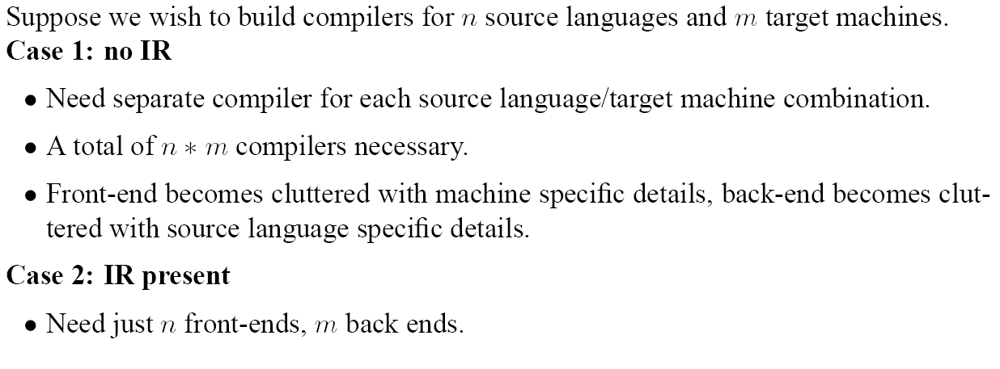 Suppose we wish to build compilers for n source languages and m target machines.
Case 1: no IR
• Need separate compiler for each source language/target machine combination.
• A total of n ∗ m compilers necessary.
• Front-end becomes cluttered with machine specific details, back-end becomes clut-
tered with source language specific details.
Case 2: IR present
• Need just n front-ends, m back ends.